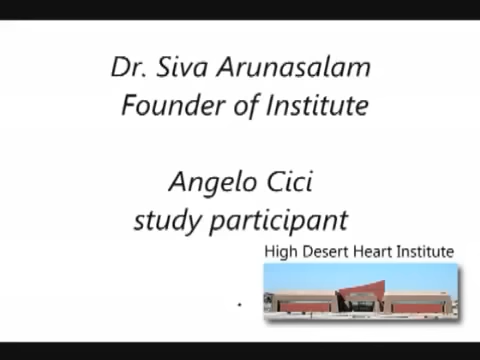 Dr. Siva Arunasalam
Founder of Institute
Angelo Cici
study participant
High Desert Heart Institute
.